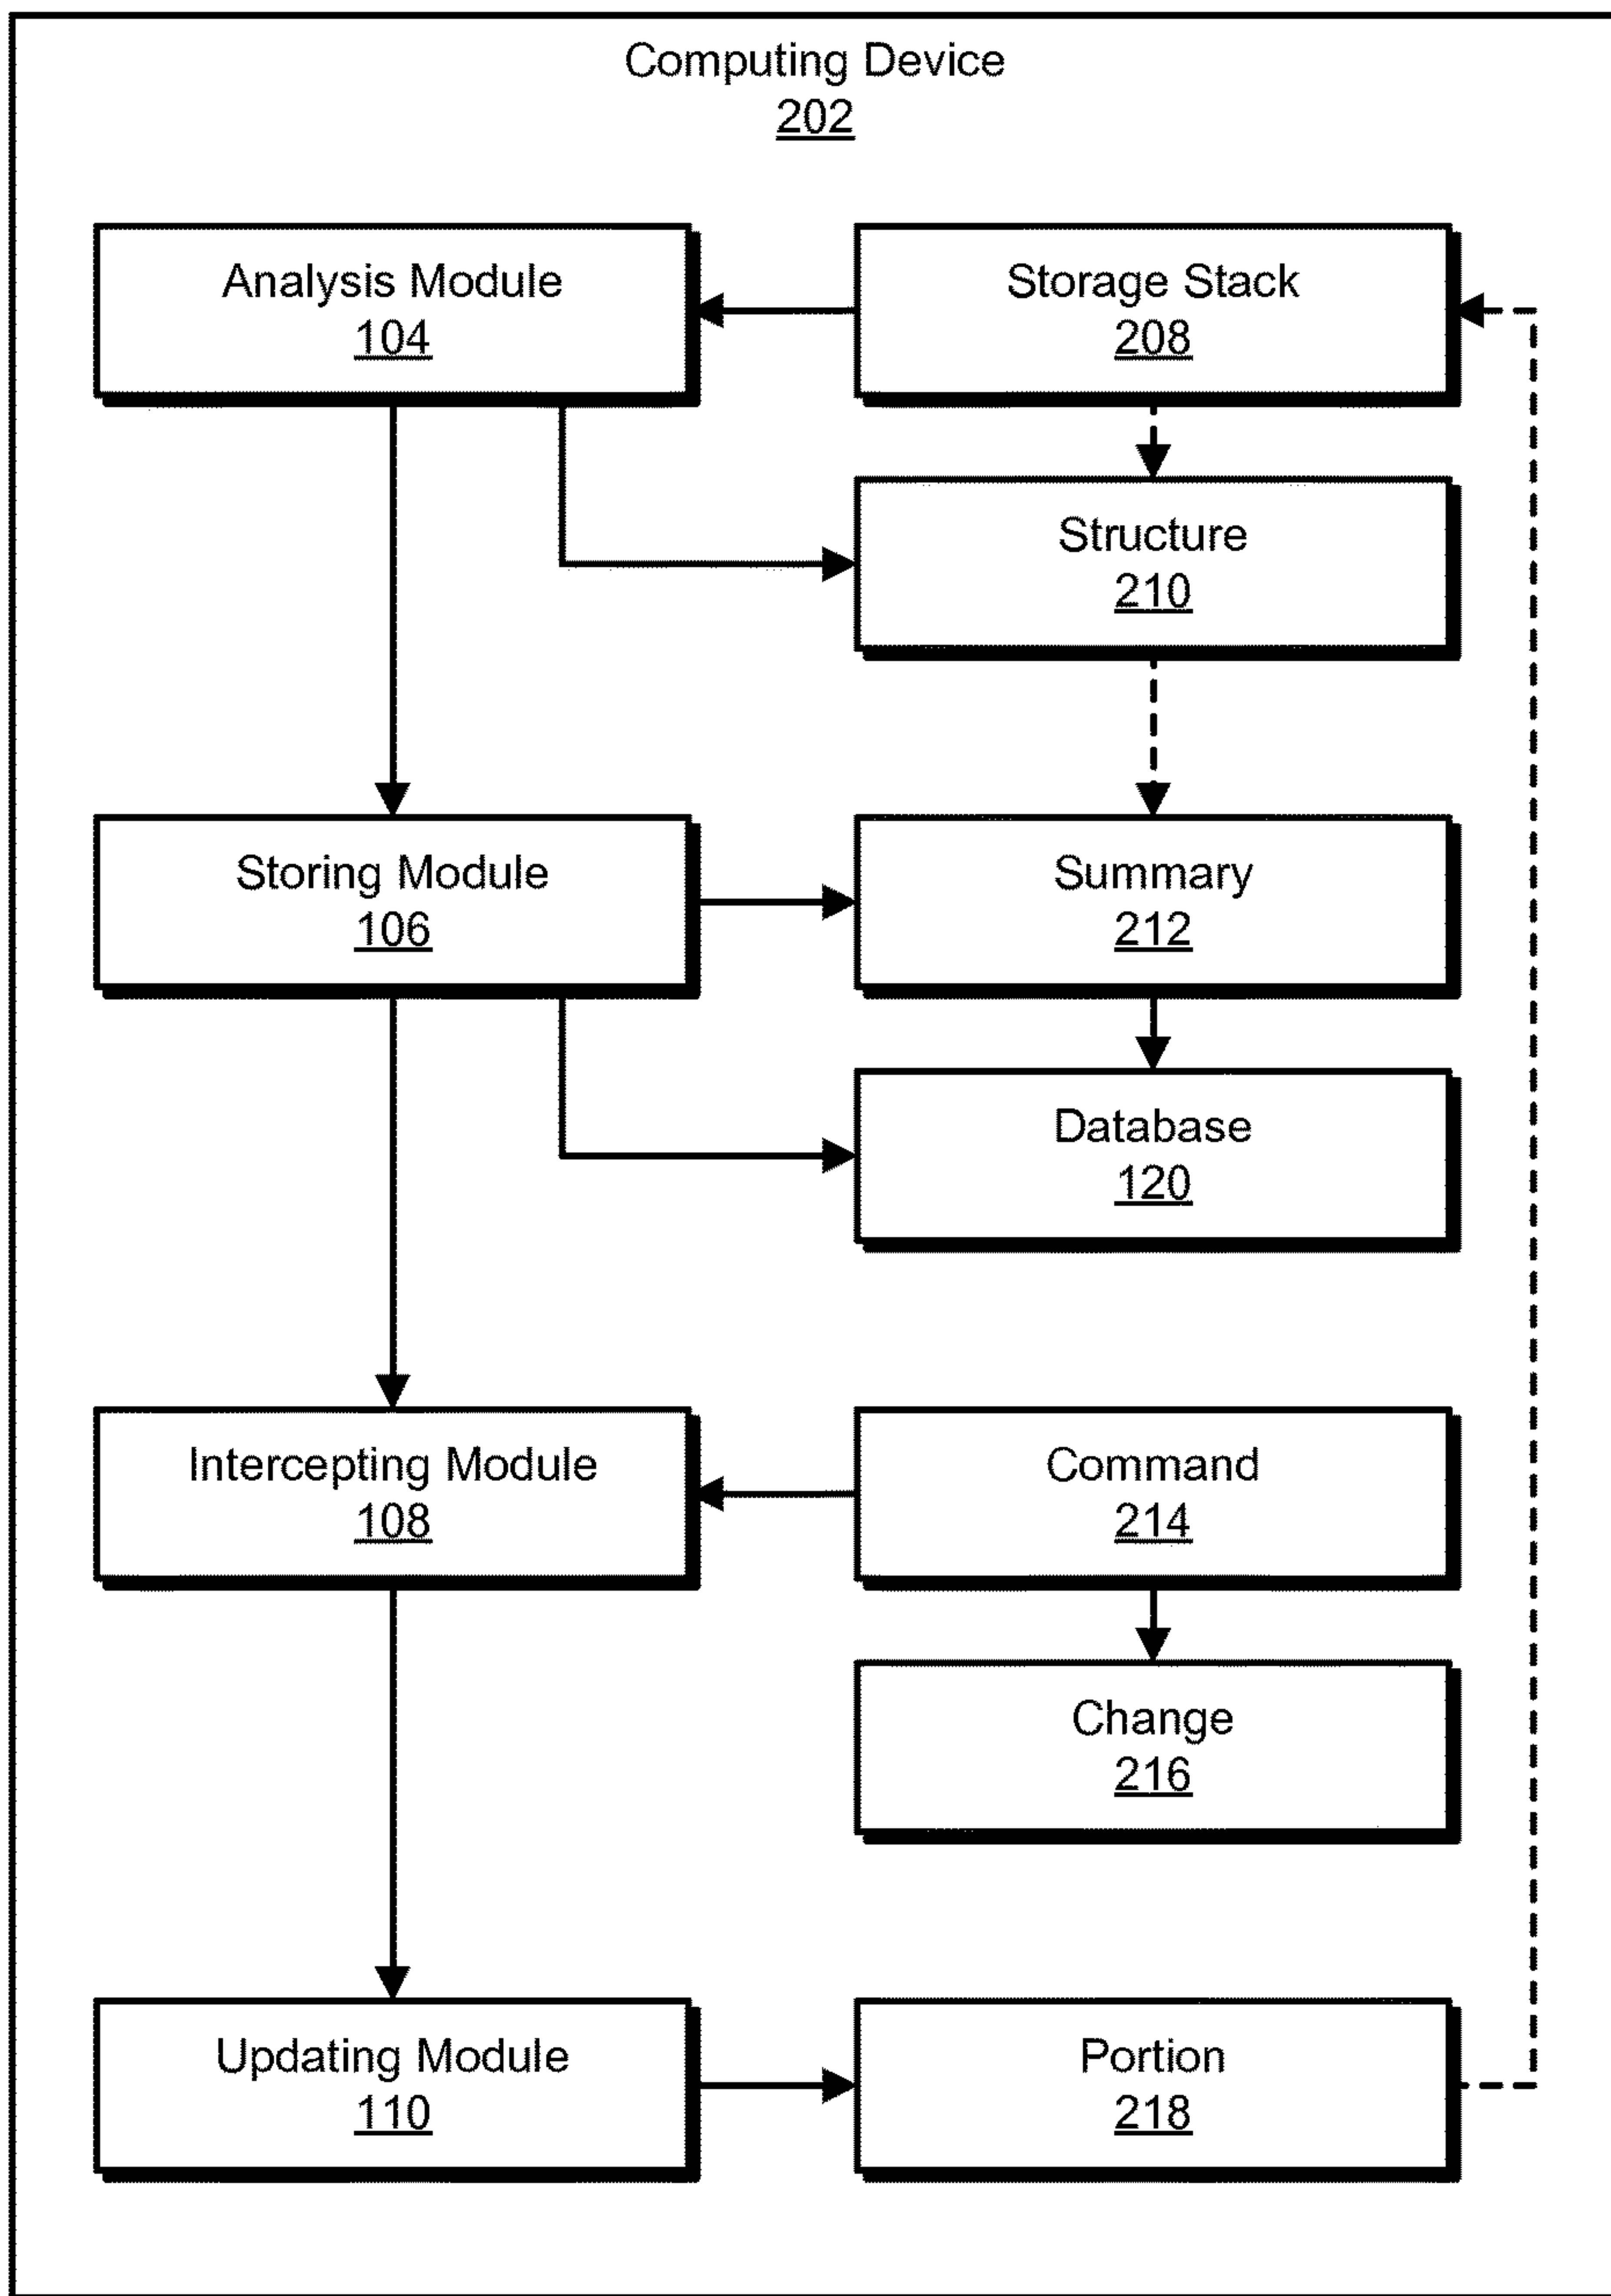 Computing Device
202
Analysis Module
104
Storage Stack
208
Structure
210
Storing Module
106
Summary
212
Database
120
Intercepting Module
108
Command
214
Change
216
Updating Module
110
Portion
218